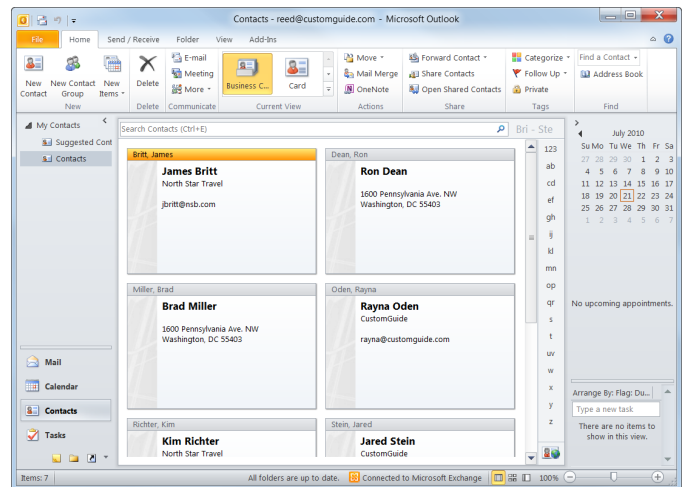 Contacts - reed@customguide.com - Microsoft Outlook
File Home Send / Receive Folder View Add-Ins
New Contact
New Contact Group
New Items
New
Delete
Delete
E-mail
Meeting
More
Communicate
Business C...
Card
Current View
Move
Mail Merge
OneNote
Actions
Forward Contact
Share Contacts
Open Shared Contacts
Share
Categorize
Follow Up
Private
Tags
Find a Contact
Address Book
Find
My Contacts
Suggested Cont
Contacts
Mail
Calendar
Contacts
Tasks
Search Contacts (Ctrl+E)
Bri - Ste
Britt, James
James Britt
North Star Travel
jbritt@nsb.com
Dean, Ron
Ron Dean
1600 Pennsylvania Ave. NW
Washington, DC 55403
Miller, Brad
Brad Miller
1600 Pennsylvania Ave. NW
Washington, DC 55403
Oden, Rayna
Rayna Oden
CustomGuide
rayna@customguide.com
Richter, Kim
Kim Richter
North Star Travel
Stein, Jared
Jared Stein
CustomGuide
123
ab
cd
ef
gh
ij
kl
mn
op
qr
s
t
uv
w
x
y
z
July 2010
Su Mo Tu We Th Fr Sa
27 28 29 30 1 2 3
4 5 6 7 8 9 10
11 12 13 14 15 16 17
18 19 20 21 22 23 24
25 26 27 28 29 30 31
1 2 3 4 5 6 7
No upcoming appointments.
Arrange By: Flag: Du...
Type a new task
There are no items to
show in this view.
Items: 7
All folders are up to date.
Connected to Microsoft Exchange
100%